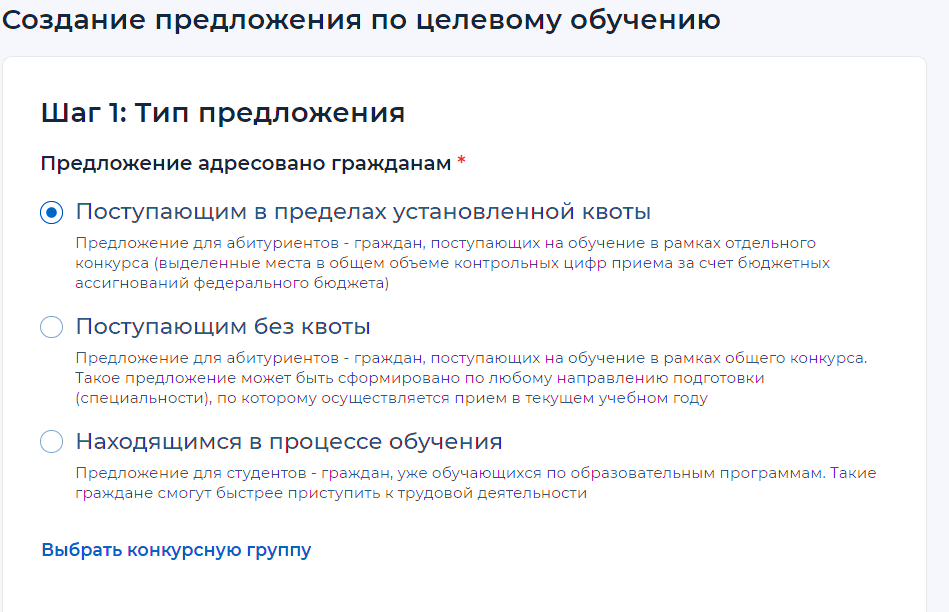 Создание предложения по целевому обучению
Шаг 1: Тип предложения
Предложение адресовано гражданам *
Поступающим в пределах установленной квоты
Предложение для абитуриентов - граждан, поступающих на обучение в рамках отдельного
конкурса (выделенные места в общем объеме контрольных цифр приема за счет бюджетных
ассигнований федерального бюджета)
Поступающим без квоты
Предложение для абитуриентов - граждан, поступающих на обучение в рамках общего конкурса.
Такое предложение может быть сформировано по любому направлению подготовки
(специальности), по которому осуществляется прием в текущем учебном году
Находящимся в процессе обучения
Предложение для студентов - граждан, уже обучающихся по образовательным программам. Такие
граждане смогут быстрее приступить к трудовой деятельности
Выбрать конкурсную группу